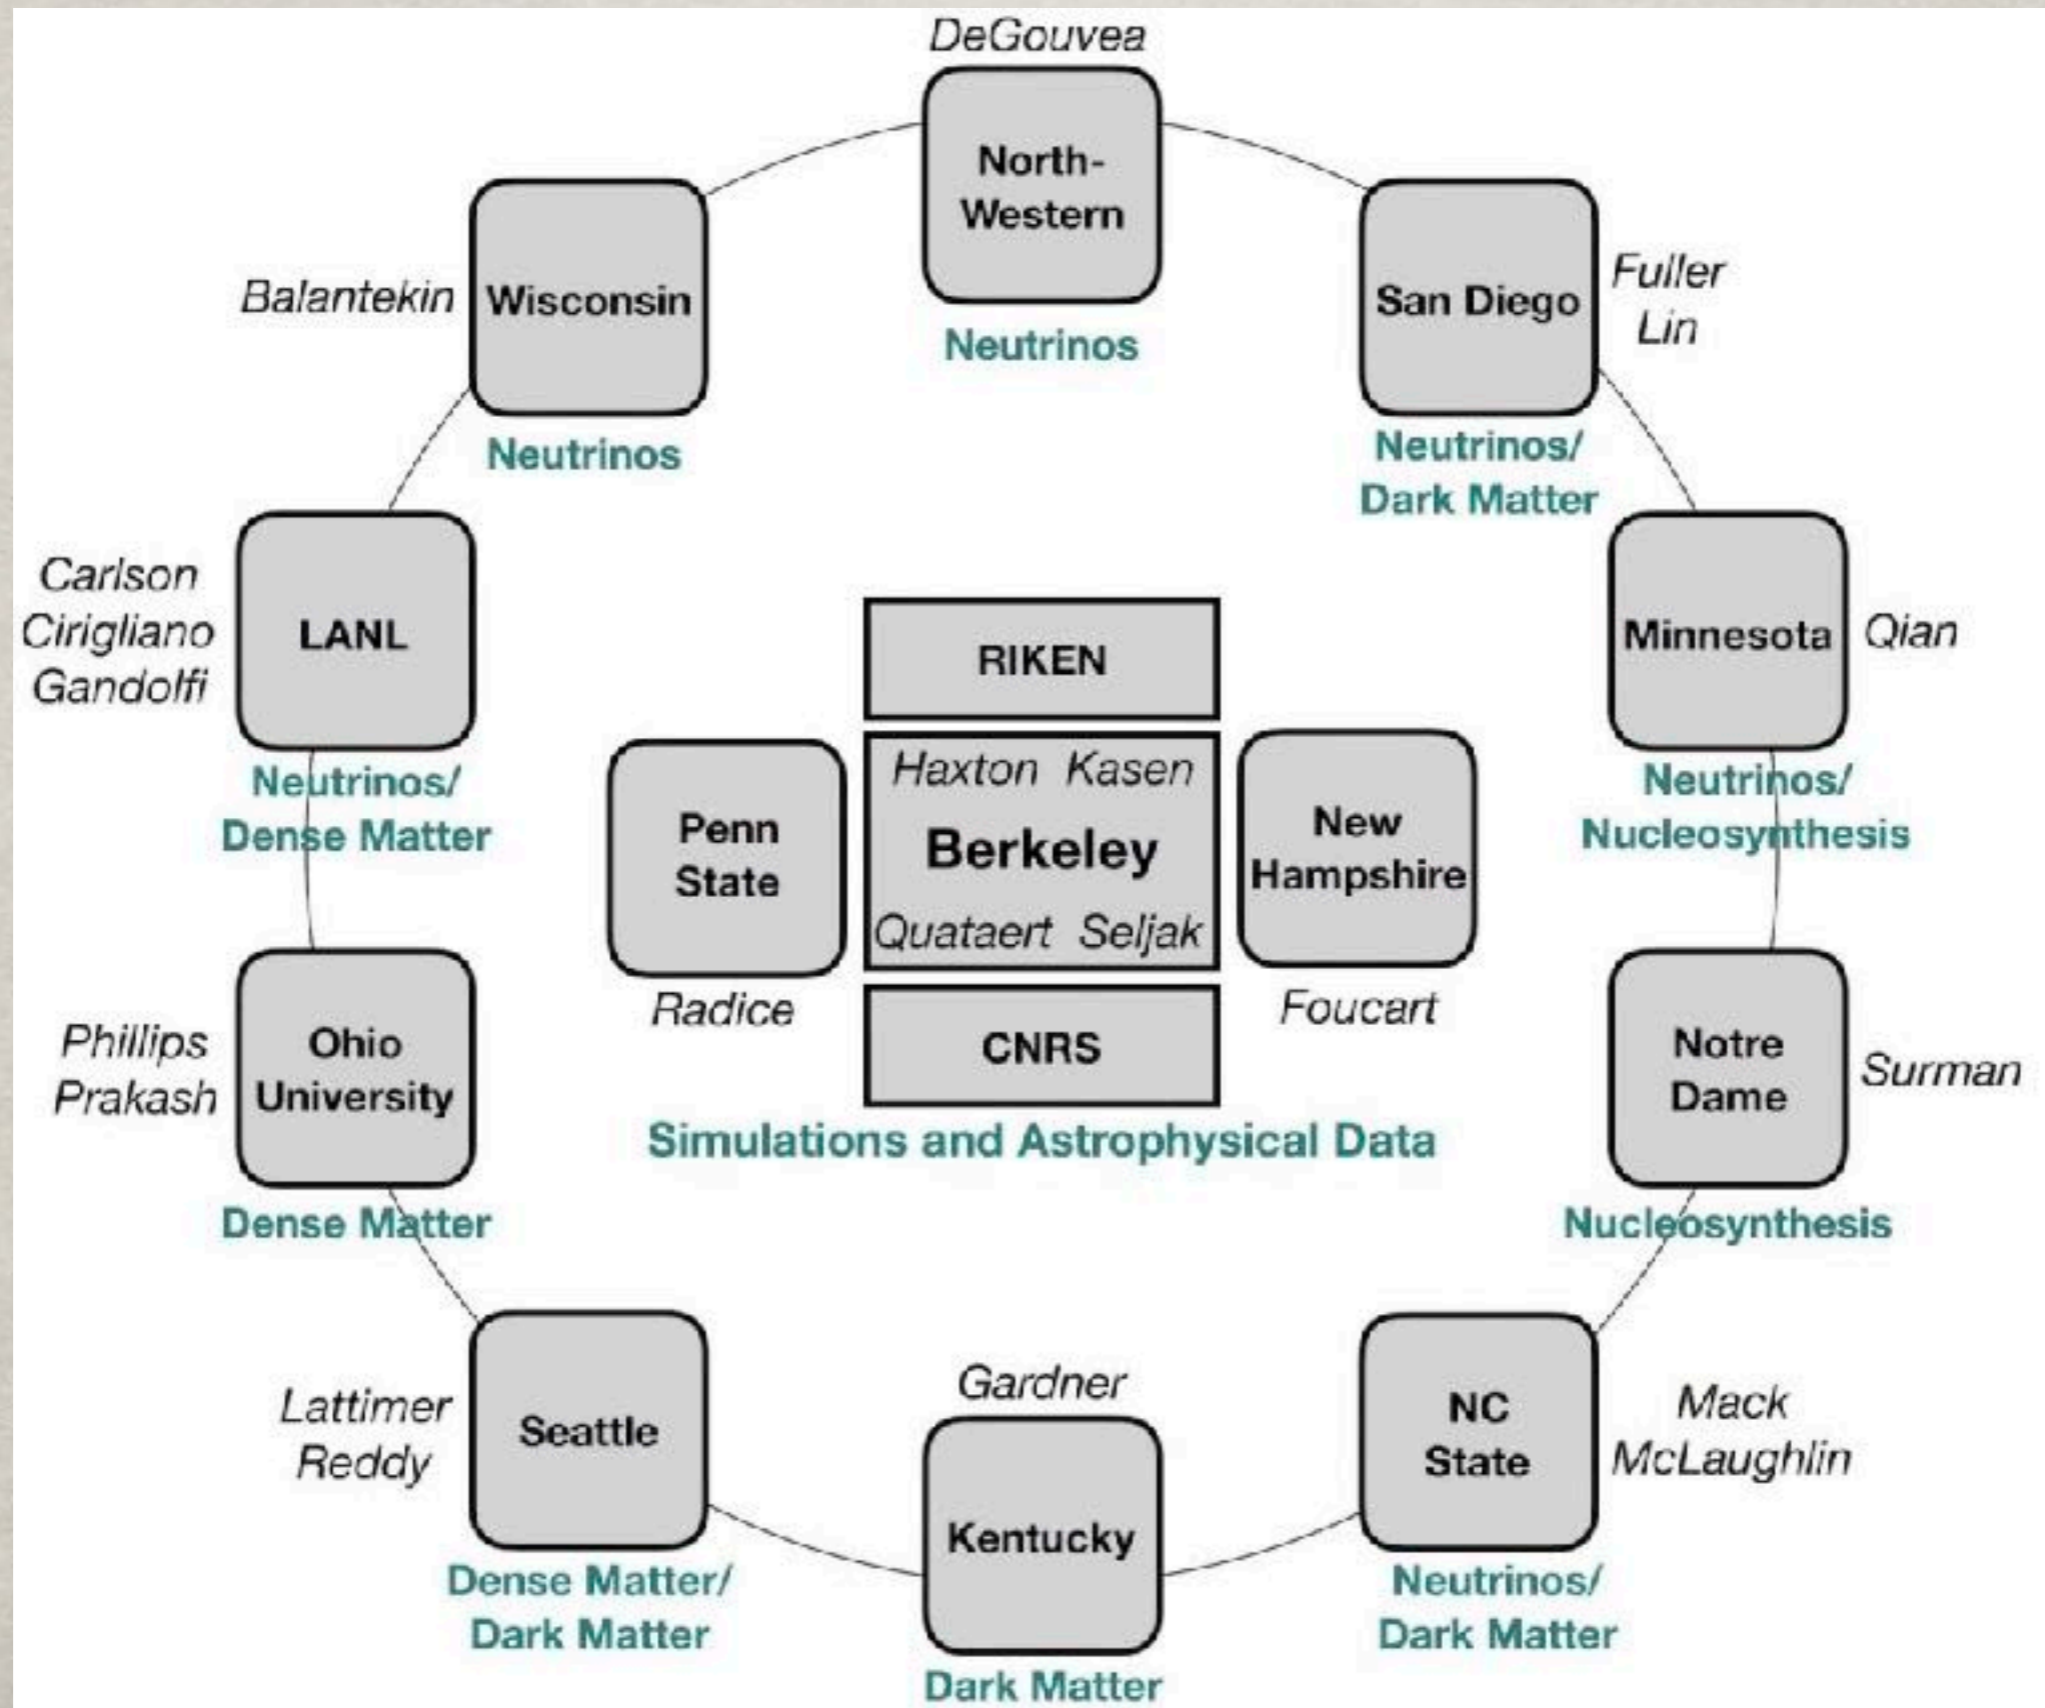 DeGouvea
North-
Western
Neutrinos
Balantekin
Wisconsin
Neutrinos
San Diego
Fuller
Lin
Neutrinos/
Dark Matter
Carlson
Cirigliano
Gandolfi
LANL
Neutrinos/
Dense Matter
Minnesota
Qian
Neutrinos/
Nucleosynthesis
RIKEN
Penn
State
Radice
Haxton Kasen
Berkeley
Quataert Seljak
New
Hampshire
Foucart
CNRS
Simulations and Astrophysical Data
Phillips
Prakash
Ohio
University
Dense Matter
Notre
Dame
Surman
Nucleosynthesis
Lattimer
Reddy
Seattle
Dense Matter/
Dark Matter
Gardner
Kentucky
Dark Matter
NC
State
Mack
McLaughlin
Neutrinos/
Dark Matter